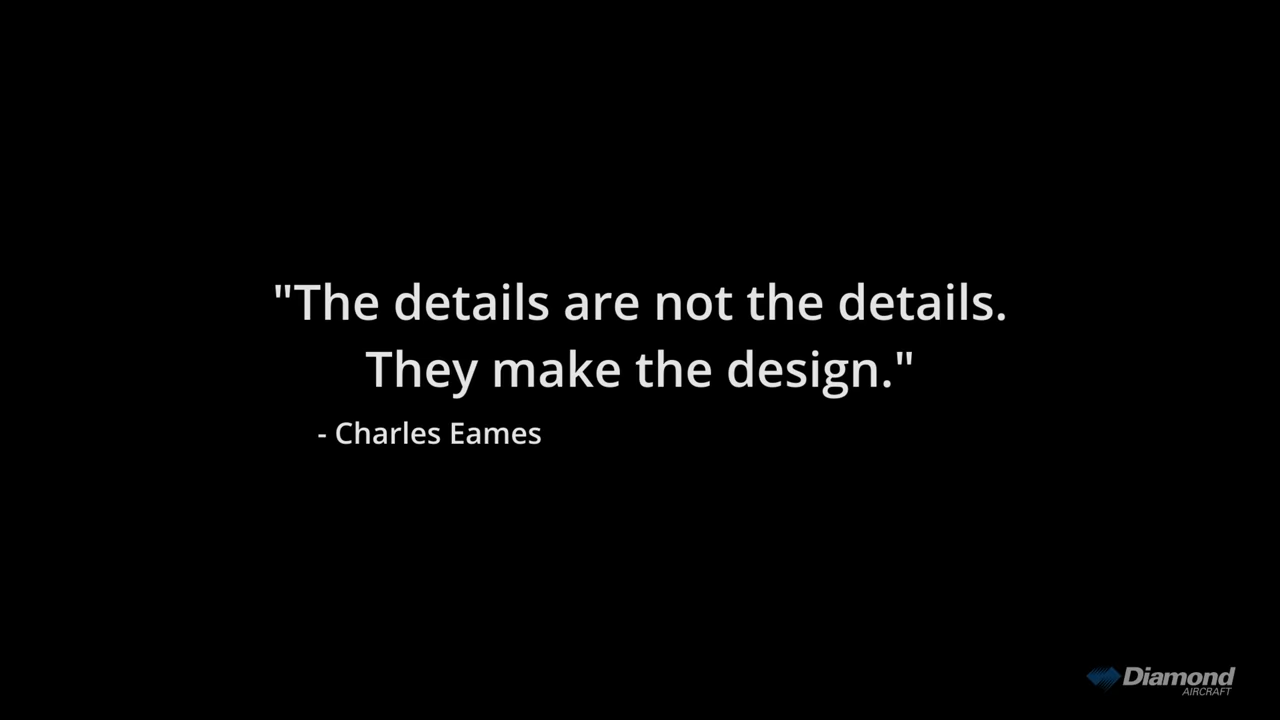 "The details are not the details.
They make the design."
- Charles Eames
Diamond
AIRCRAFT